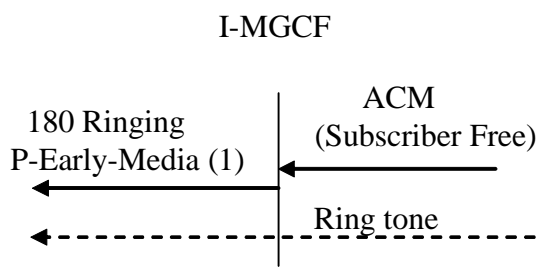 I-MGCF
180 Ringing
P-Early-Media (1)
ACM
(Subscriber Free)
Ring tone